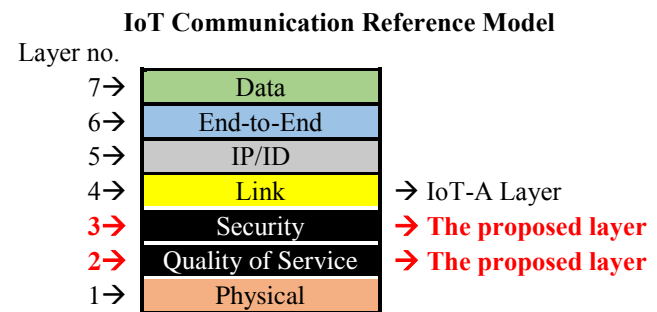 IoT Communication Reference Model
Layer no.
7→ Data
6→ End-to-End
5→ IP/ID
4→ Link → IoT-A Layer
3→ Security → The proposed layer
2→ Quality of Service → The proposed layer
1→ Physical